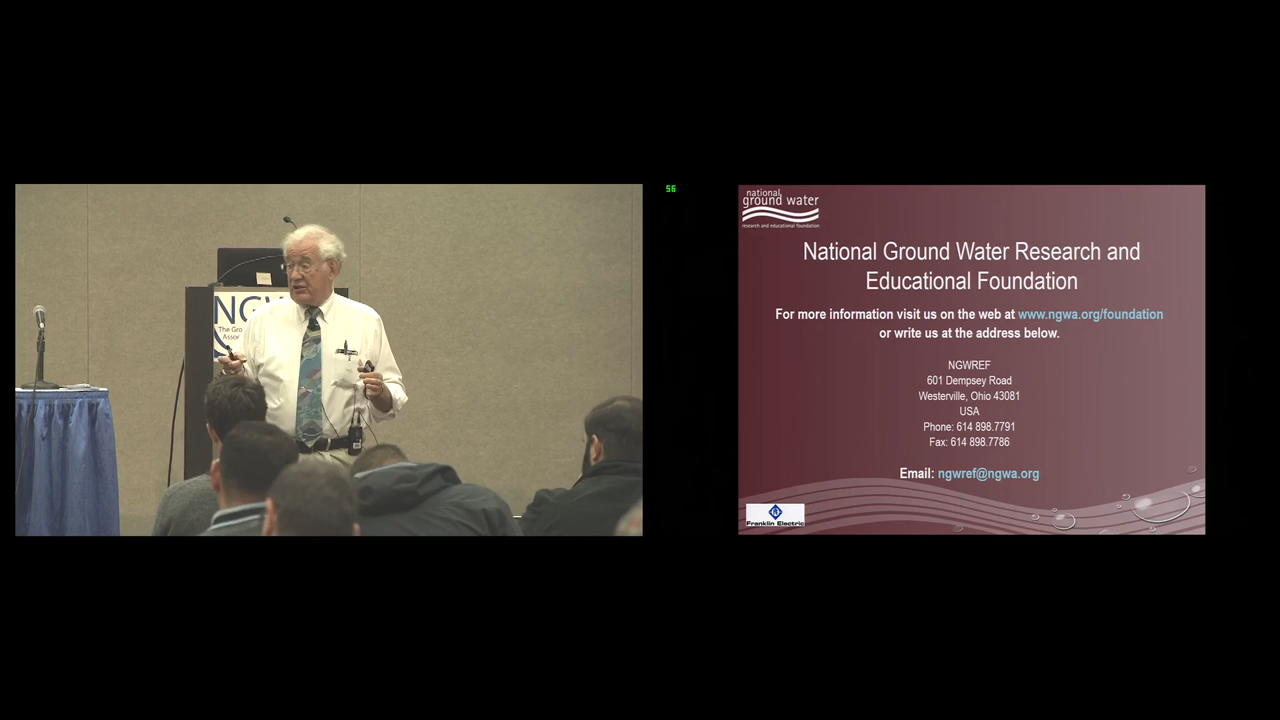 NGW
The Gro
Assoc
56
national
ground water
research and educational foundation
National Ground Water Research and
Educational Foundation
For more information visit us on the web at www.ngwa.org/foundation
or write us at the address below.
NGWREF
601 Dempsey Road
Westerville, Ohio 43081
USA
Phone: 614 898.7791
Fax: 614 898.7786
Email: ngwref@ngwa.org
Franklin Electric